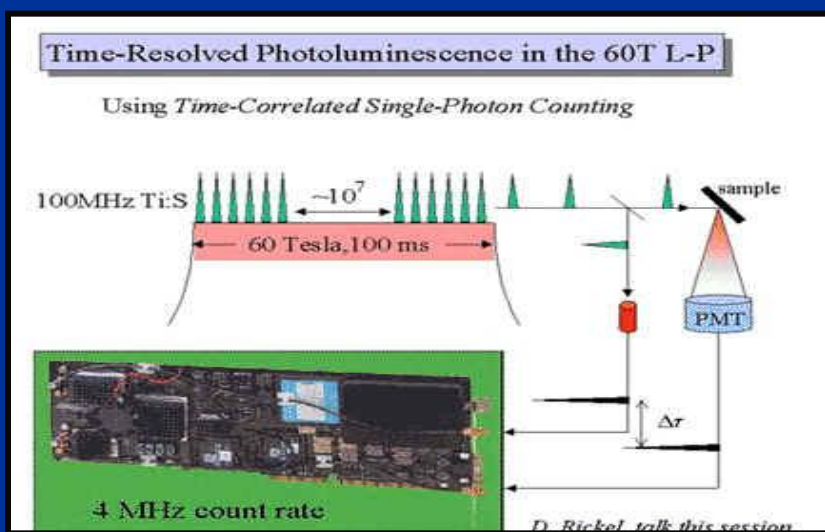 Time-Resolved Photoluminescence in the 60T L-P
Using Time-Correlated Single-Photon Counting
100MHz Ti:S
~10⁷
sample
60 Tesla,100 ms
PMT
Δτ
4 MHz count rate
D. Rickel, talk this session